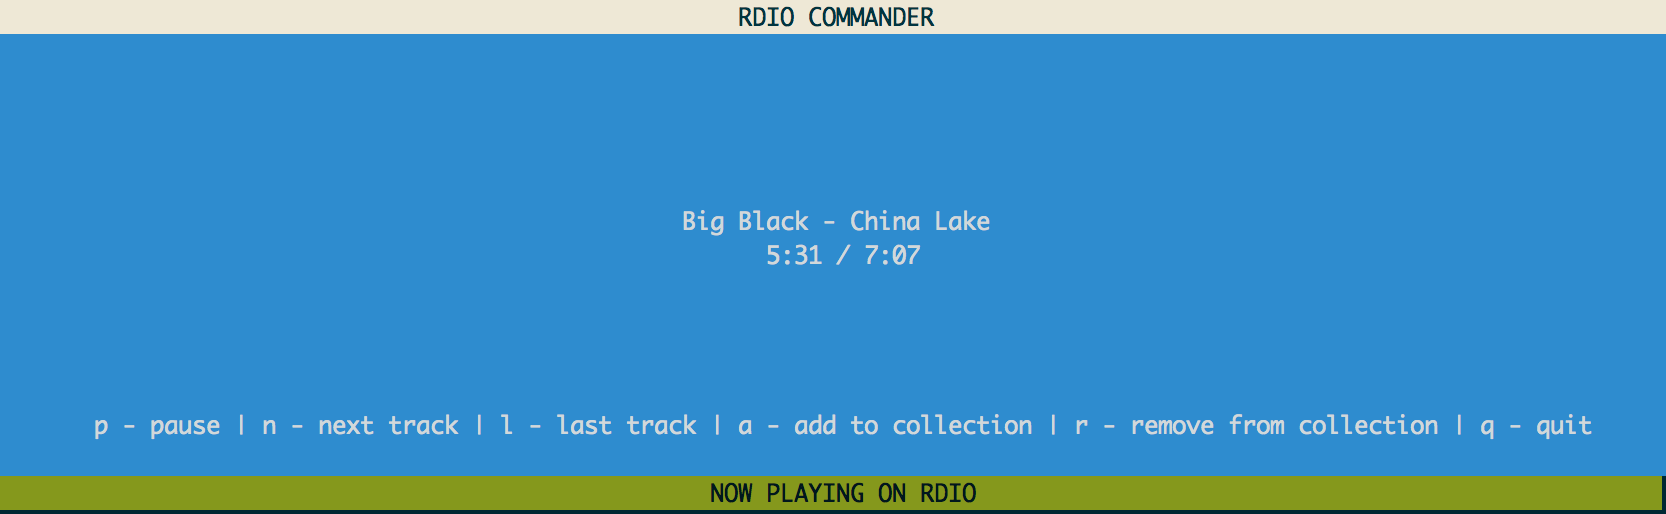 RDIO COMMANDER
Big Black - China Lake
5:31 / 7:07
p - pause | n - next track | l - last track | a - add to collection | r - remove from collection | q - quit
NOW PLAYING ON RDIO